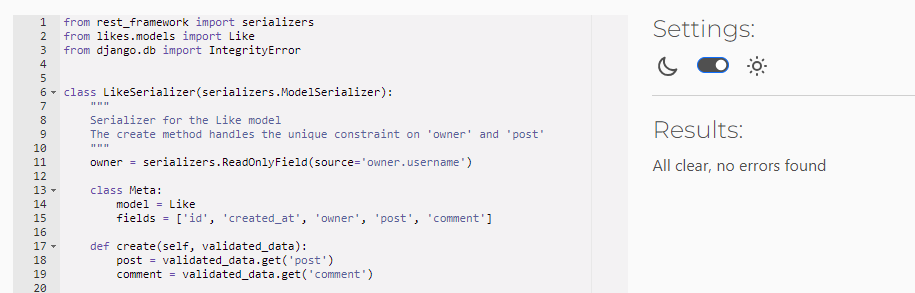 1 from rest_framework import serializers
2 from likes.models import Like
3 from django.db import IntegrityError
4
5
6 class LikeSerializer(serializers.ModelSerializer):
7     """
8     Serializer for the Like model
9     The create method handles the unique constraint on 'owner' and 'post'
10     """
11     owner = serializers.ReadOnlyField(source='owner.username')
12
13     class Meta:
14         model = Like
15         fields = ['id', 'created_at', 'owner', 'post', 'comment']
16
17     def create(self, validated_data):
18         post = validated_data.get('post')
19         comment = validated_data.get('comment')
20
Settings:
Results:
All clear, no errors found